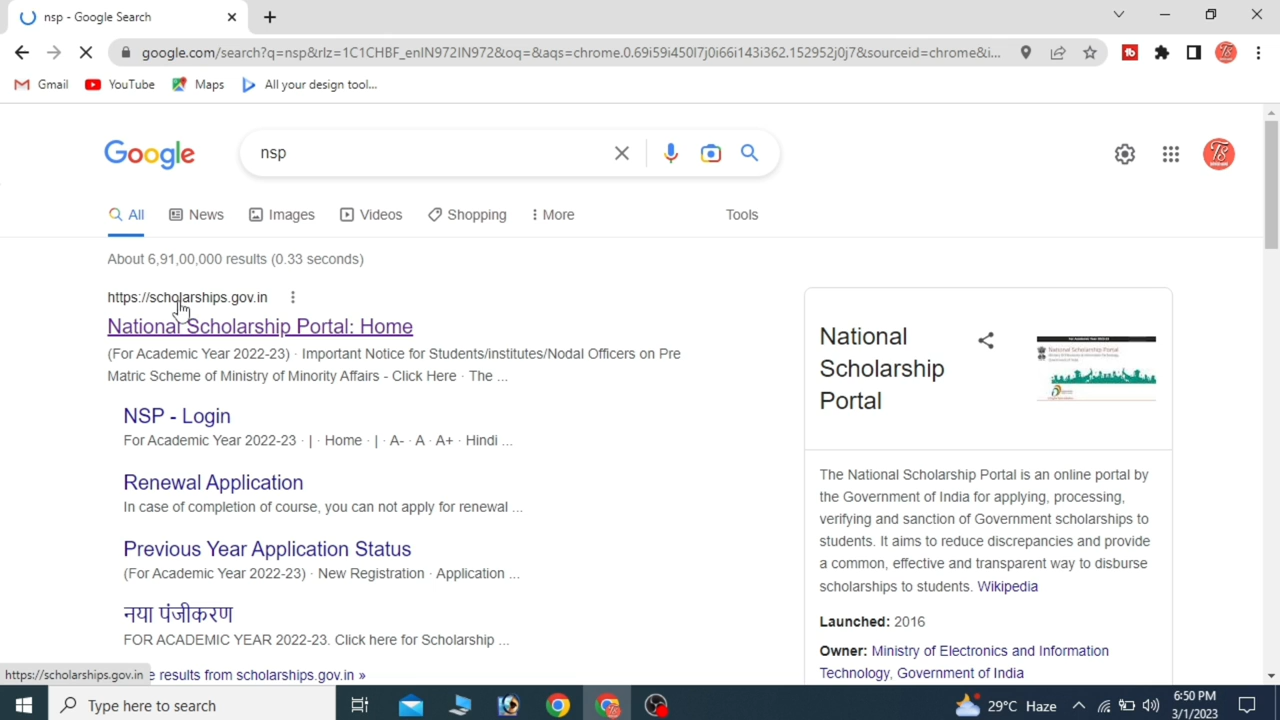 nsp - Google Search
google.com/search?q=nsp&rlz=1C1CHBF_enIN972IN972&oq=&aqs=chrome.0.69i59i450l7j0i66i143i362.152952j0j7&sourceid=chrome&i...
Gmail YouTube Maps All your design tool...
Google nsp
All News Images Videos Shopping More Tools
About 6,91,00,000 results (0.33 seconds)
https://scholarships.gov.in
National Scholarship Portal: Home
(For Academic Year 2022-23) · Important Notice for Students/institutes/Nodal Officers on Pre
Matric Scheme of Ministry of Minority Affairs - Click Here · The ...
NSP - Login
For Academic Year 2022-23 · | · Home · | · A- · A · A+ · Hindi ...
Renewal Application
In case of completion of course, you can not apply for renewal ...
Previous Year Application Status
(For Academic Year 2022-23) · New Registration · Application ...
नया पंजीकरण
FOR ACADEMIC YEAR 2022-23. Click here for Scholarship ...
e results from scholarships.gov.in »
https://scholarships.gov.in
National
Scholarship
Portal
The National Scholarship Portal is an online portal by
the Government of India for applying, processing,
verifying and sanction of Government scholarships to
students. It aims to reduce discrepancies and provide
a common, effective and transparent way to disburse
scholarships to students. Wikipedia
Launched: 2016
Owner: Ministry of Electronics and Information
Technology, Government of India
Type here to search
29°C Haze
6:50 PM
3/1/2023